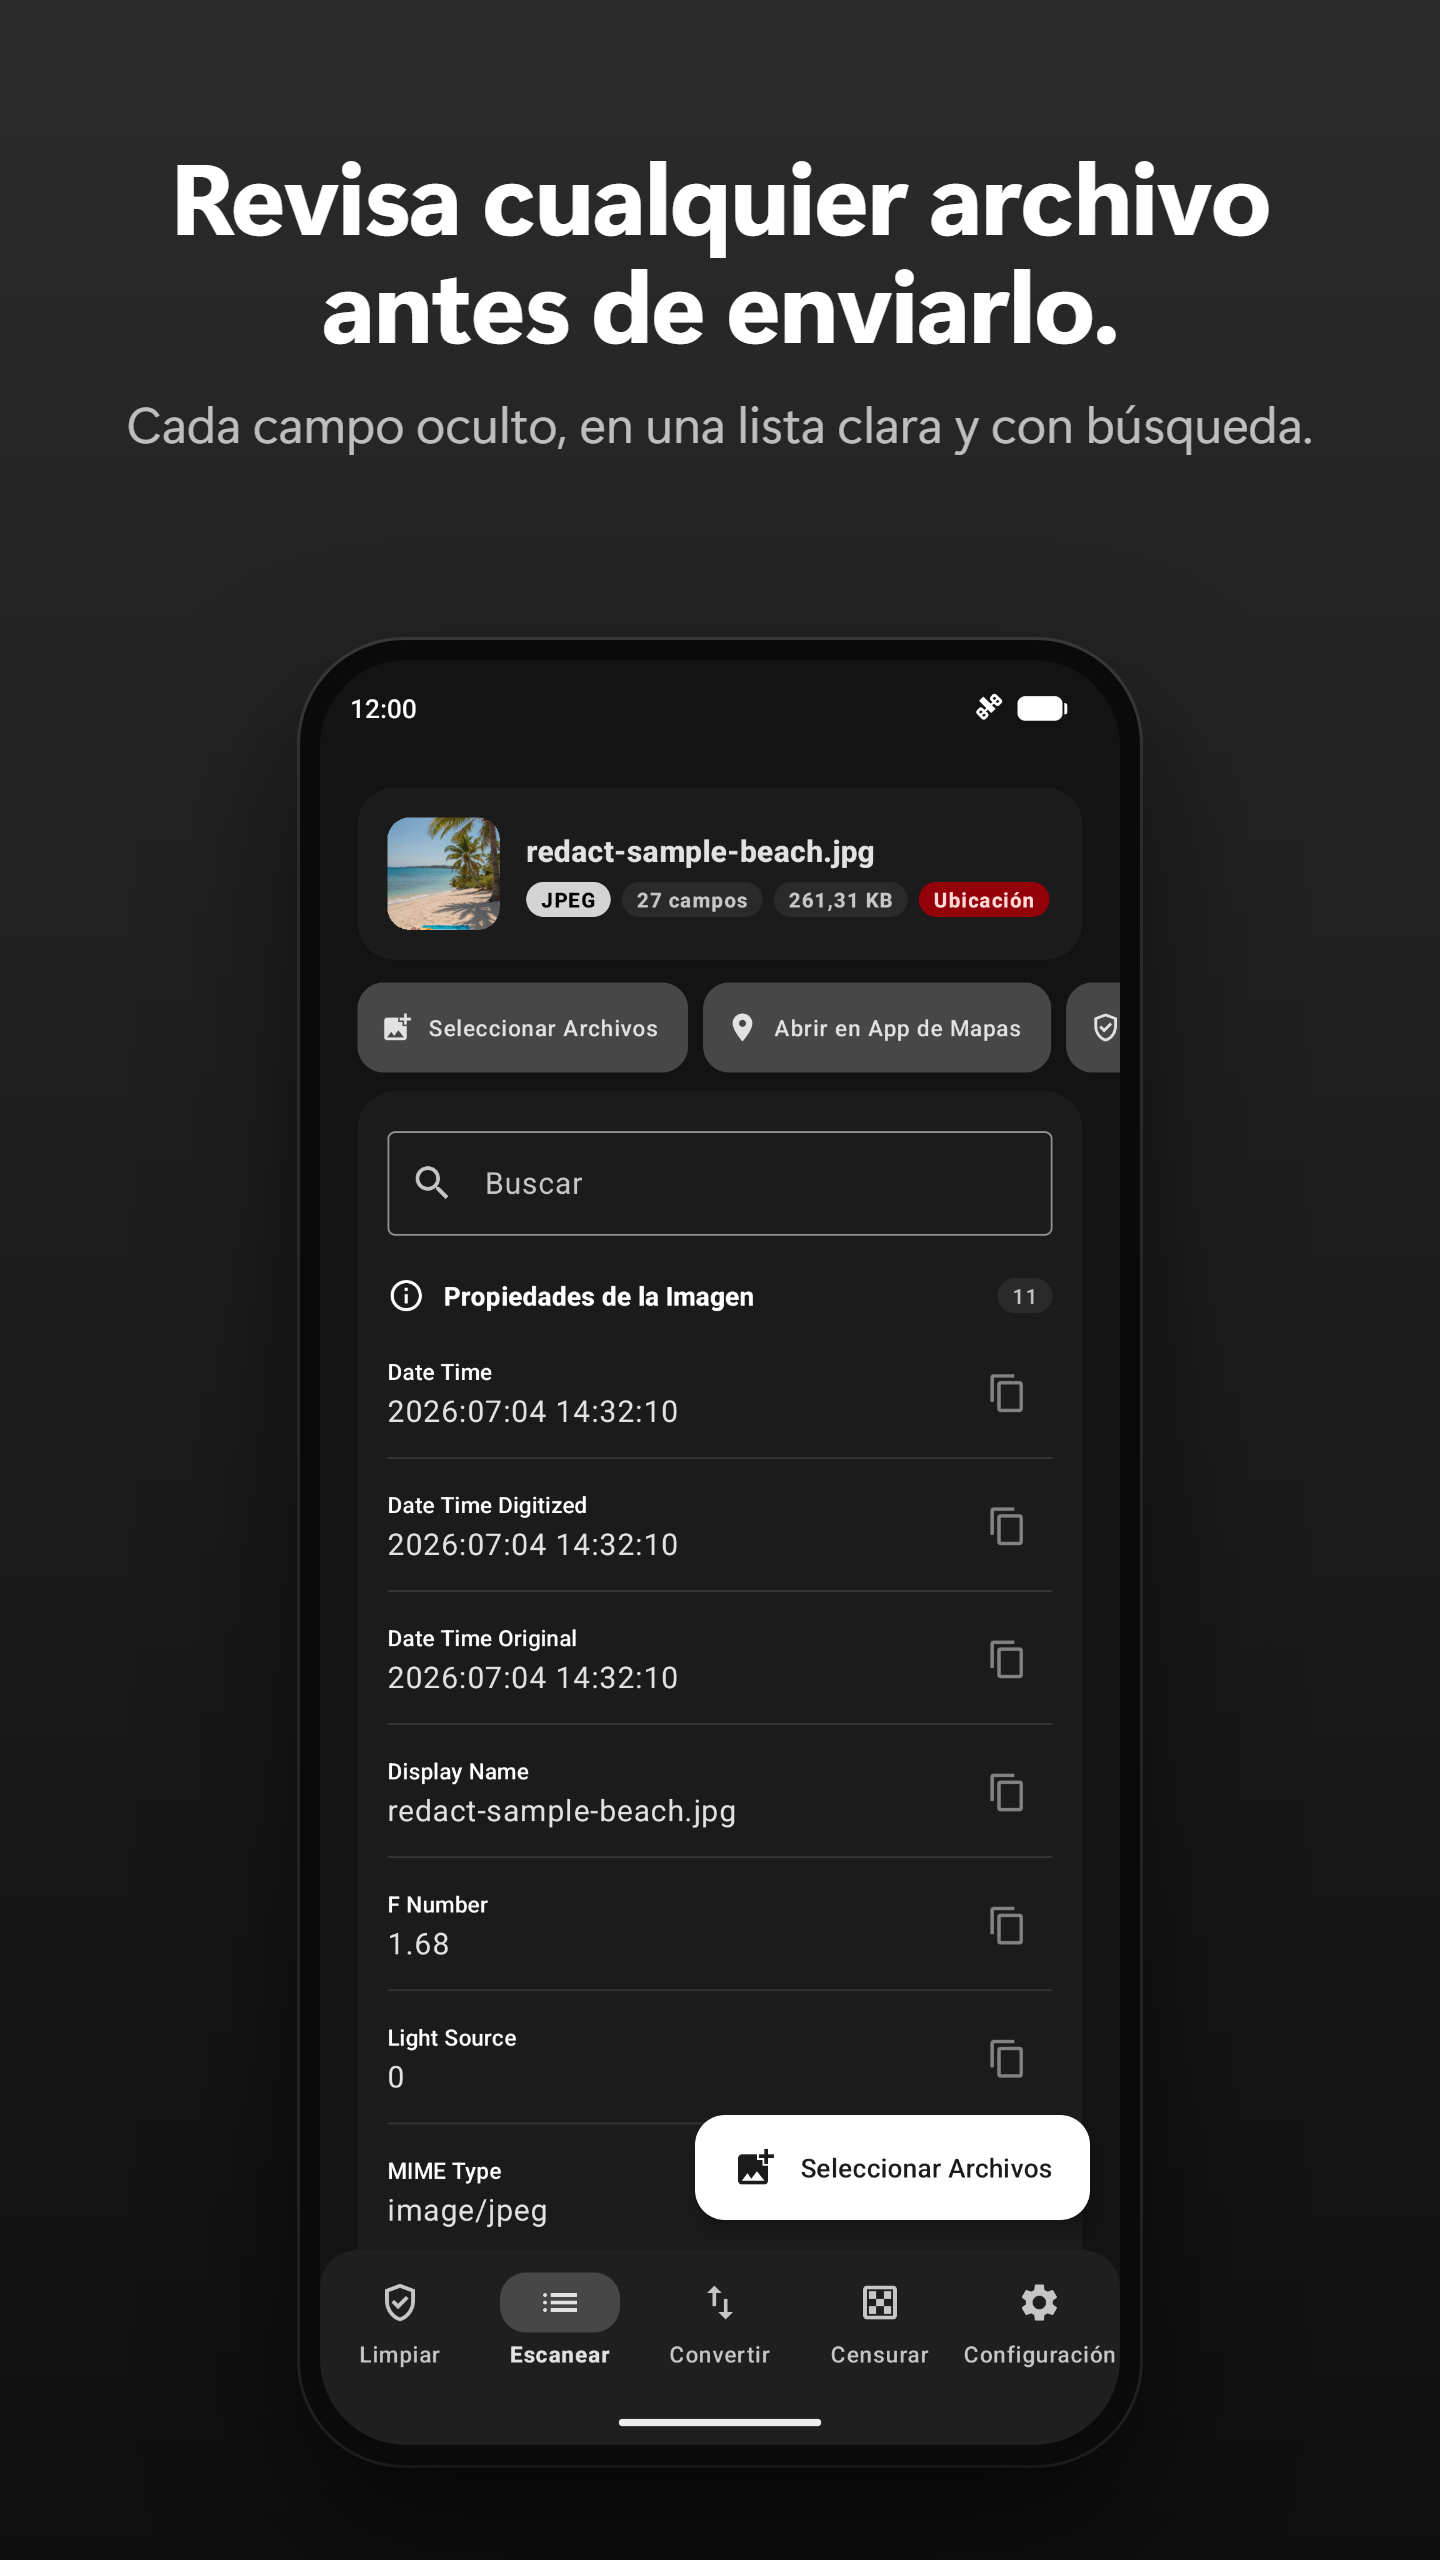 Revisa cualquier archivo
antes de enviarlo.
Cada campo oculto, en una lista clara y con búsqueda.
12:00
redact-sample-beach.jpg
JPEG 27 campos 261,31 KB Ubicación
Seleccionar Archivos Abrir en App de Mapas
Buscar
Propiedades de la Imagen 11
Date Time
2026:07:04 14:32:10
Date Time Digitized
2026:07:04 14:32:10
Date Time Original
2026:07:04 14:32:10
Display Name
redact-sample-beach.jpg
F Number
1.68
Light Source
0
MIME Type
image/jpeg
Seleccionar Archivos
Limpiar Escanear Convertir Censurar Configuración